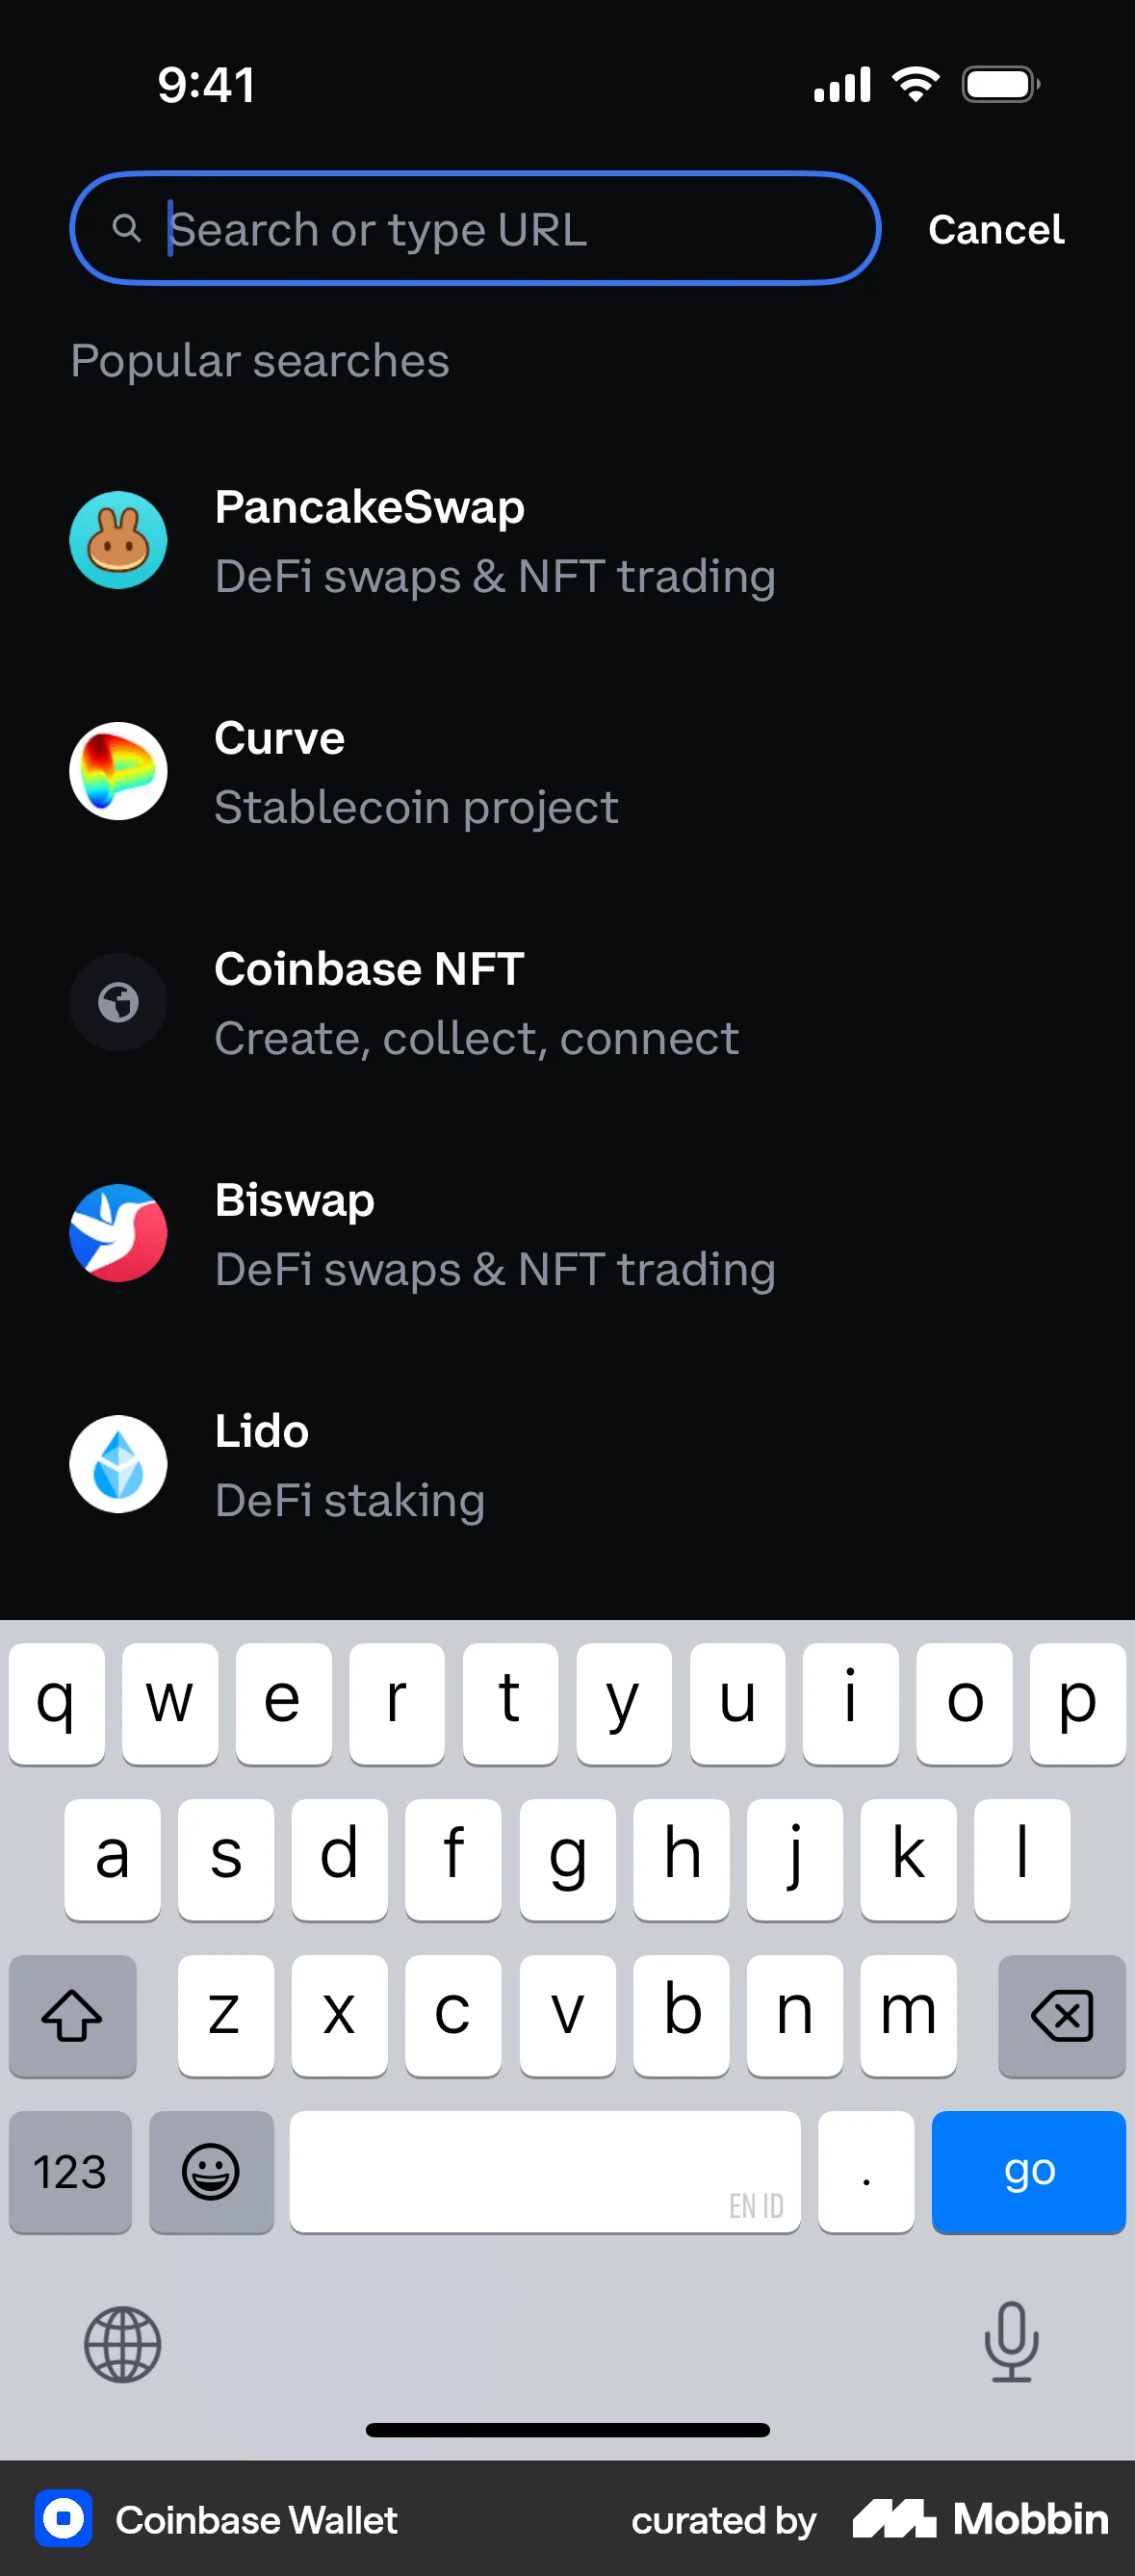 9:41
Search or type URL
Cancel
Popular searches
PancakeSwap
DeFi swaps & NFT trading
Curve
Stablecoin project
Coinbase NFT
Create, collect, connect
Biswap
DeFi swaps & NFT trading
Lido
DeFi staking
q w e r t y u i o p
a s d f g h j k l
z x c v b n m
123 EN ID . go
Coinbase Wallet curated by Mobbin